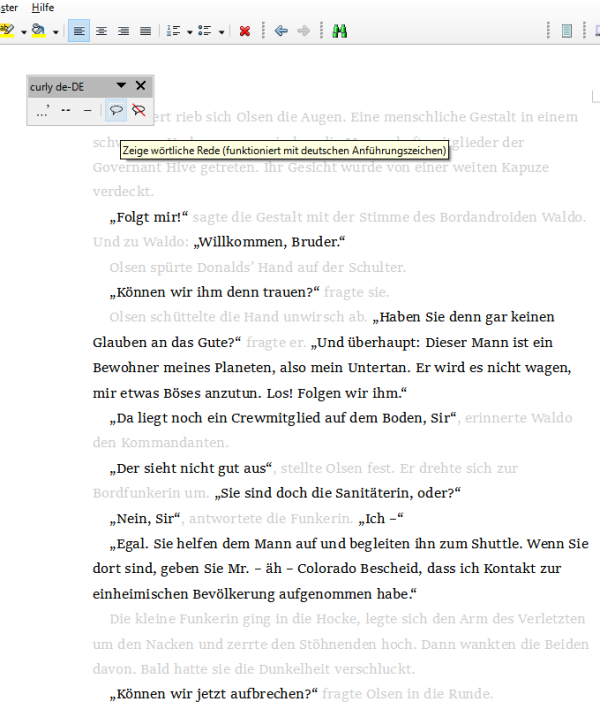 ster Hilfe
curly de-DE
ert rieb sich Olsen die Augen. Eine menschliche Gestalt in einem
Zeige wörtliche Rede (funktioniert mit deutschen Anführungszeichen)
Governant Hive getreten. Ihr Gesicht wurde von einer weiten Kapuze
verdeckt.
„Folgt mir!“ sagte die Gestalt mit der Stimme des Bordandroiden Waldo.
Und zu Waldo: „Willkommen, Bruder.“
Olsen spürte Donalds’ Hand auf der Schulter.
„Können wir ihm denn trauen?“ fragte sie.
Olsen schüttelte die Hand unwirsch ab. „Haben Sie denn gar keinen
Glauben an das Gute?“ fragte er. „Und überhaupt: Dieser Mann ist ein
Bewohner meines Planeten, also mein Untertan. Er wird es nicht wagen,
mir etwas Böses anzutun. Los! Folgen wir ihm.“
„Da liegt noch ein Crewmitglied auf dem Boden, Sir“, erinnerte Waldo
den Kommandanten.
„Der sieht nicht gut aus“, stellte Olsen fest. Er drehte sich zur
Bordfunkerin um. „Sie sind doch die Sanitäterin, oder?“
„Nein, Sir“, antwortete die Funkerin. „Ich –“
„Egal. Sie helfen dem Mann auf und begleiten ihn zum Shuttle. Wenn Sie
dort sind, geben Sie Mr. – äh – Colorado Bescheid, dass ich Kontakt zur
einheimischen Bevölkerung aufgenommen habe.“
Die kleine Funkerin ging in die Hocke, legte sich den Arm des Verletzten
um den Nacken und zerrte den Stöhnenden hoch. Dann wankten die Beiden
davon. Bald hatte sie die Dunkelheit verschluckt.
„Können wir jetzt aufbrechen?“ fragte Olsen in die Runde.